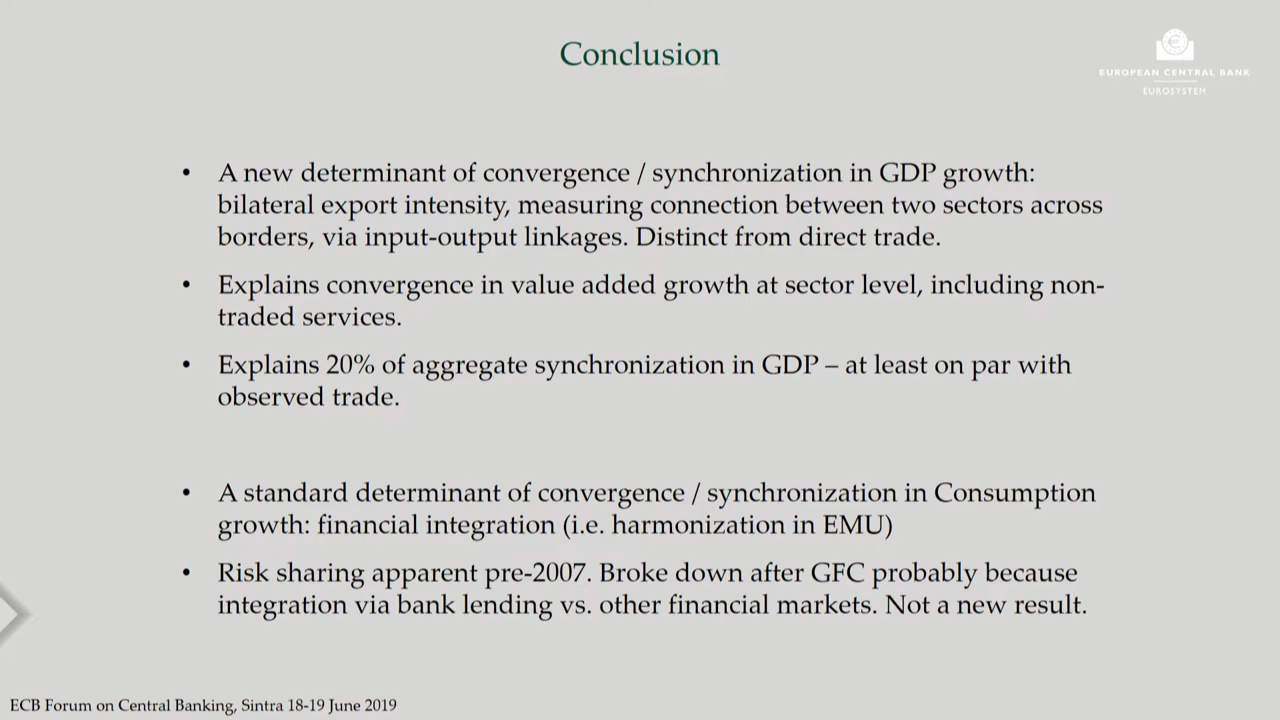 Conclusion
EUROPEAN CENTRAL BANK
EUROSYSTEM
• A new determinant of convergence / synchronization in GDP growth:
bilateral export intensity, measuring connection between two sectors across
borders, via input-output linkages. Distinct from direct trade.
• Explains convergence in value added growth at sector level, including non-
traded services.
• Explains 20% of aggregate synchronization in GDP – at least on par with
observed trade.
• A standard determinant of convergence / synchronization in Consumption
growth: financial integration (i.e. harmonization in EMU)
• Risk sharing apparent pre-2007. Broke down after GFC probably because
integration via bank lending vs. other financial markets. Not a new result.
ECB Forum on Central Banking, Sintra 18-19 June 2019